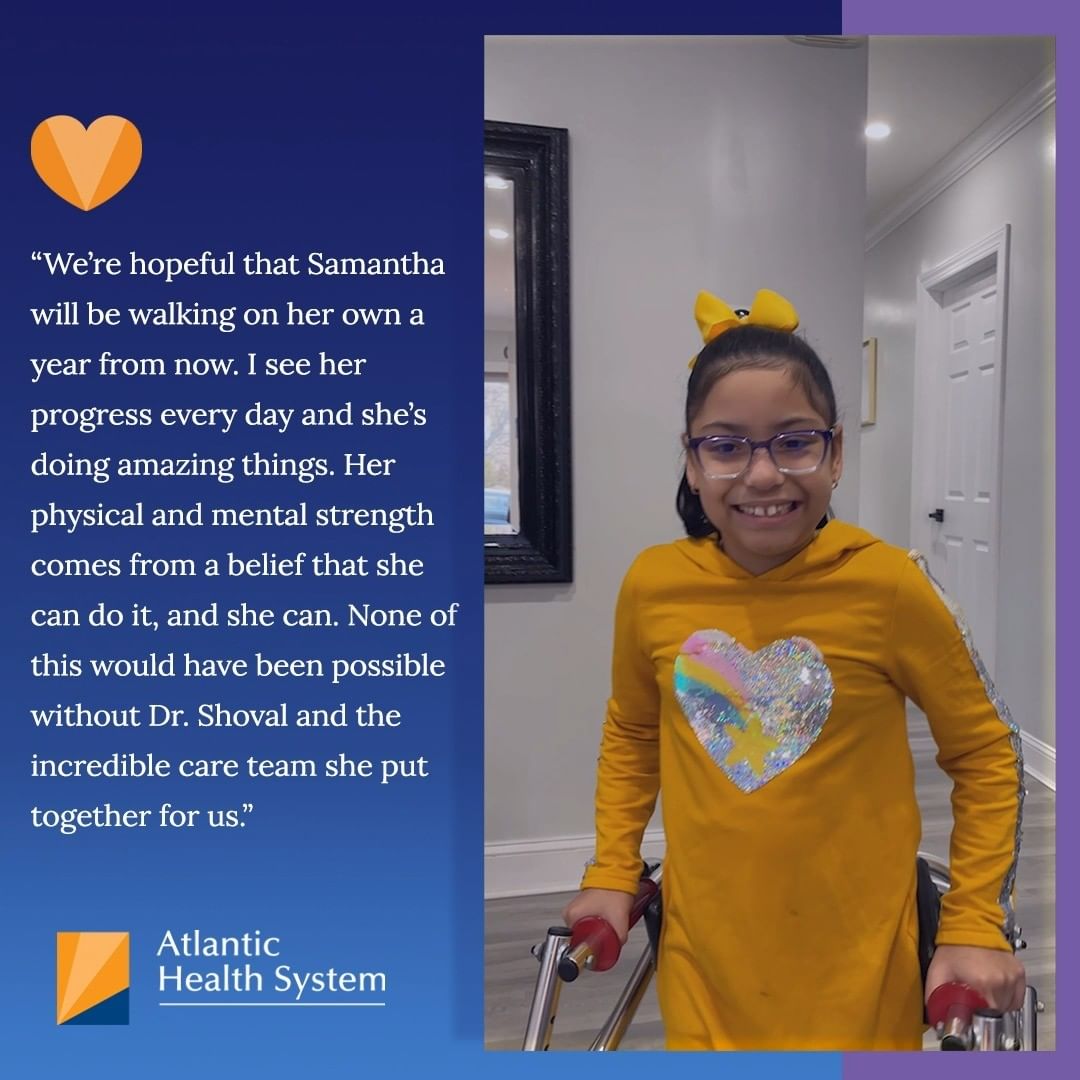 “We’re hopeful that Samantha
will be walking on her own a
year from now. I see her
progress every day and she’s
doing amazing things. Her
physical and mental strength
comes from a belief that she
can do it, and she can. None of
this would have been possible
without Dr. Shoval and the
incredible care team she put
together for us.”
Atlantic
Health System